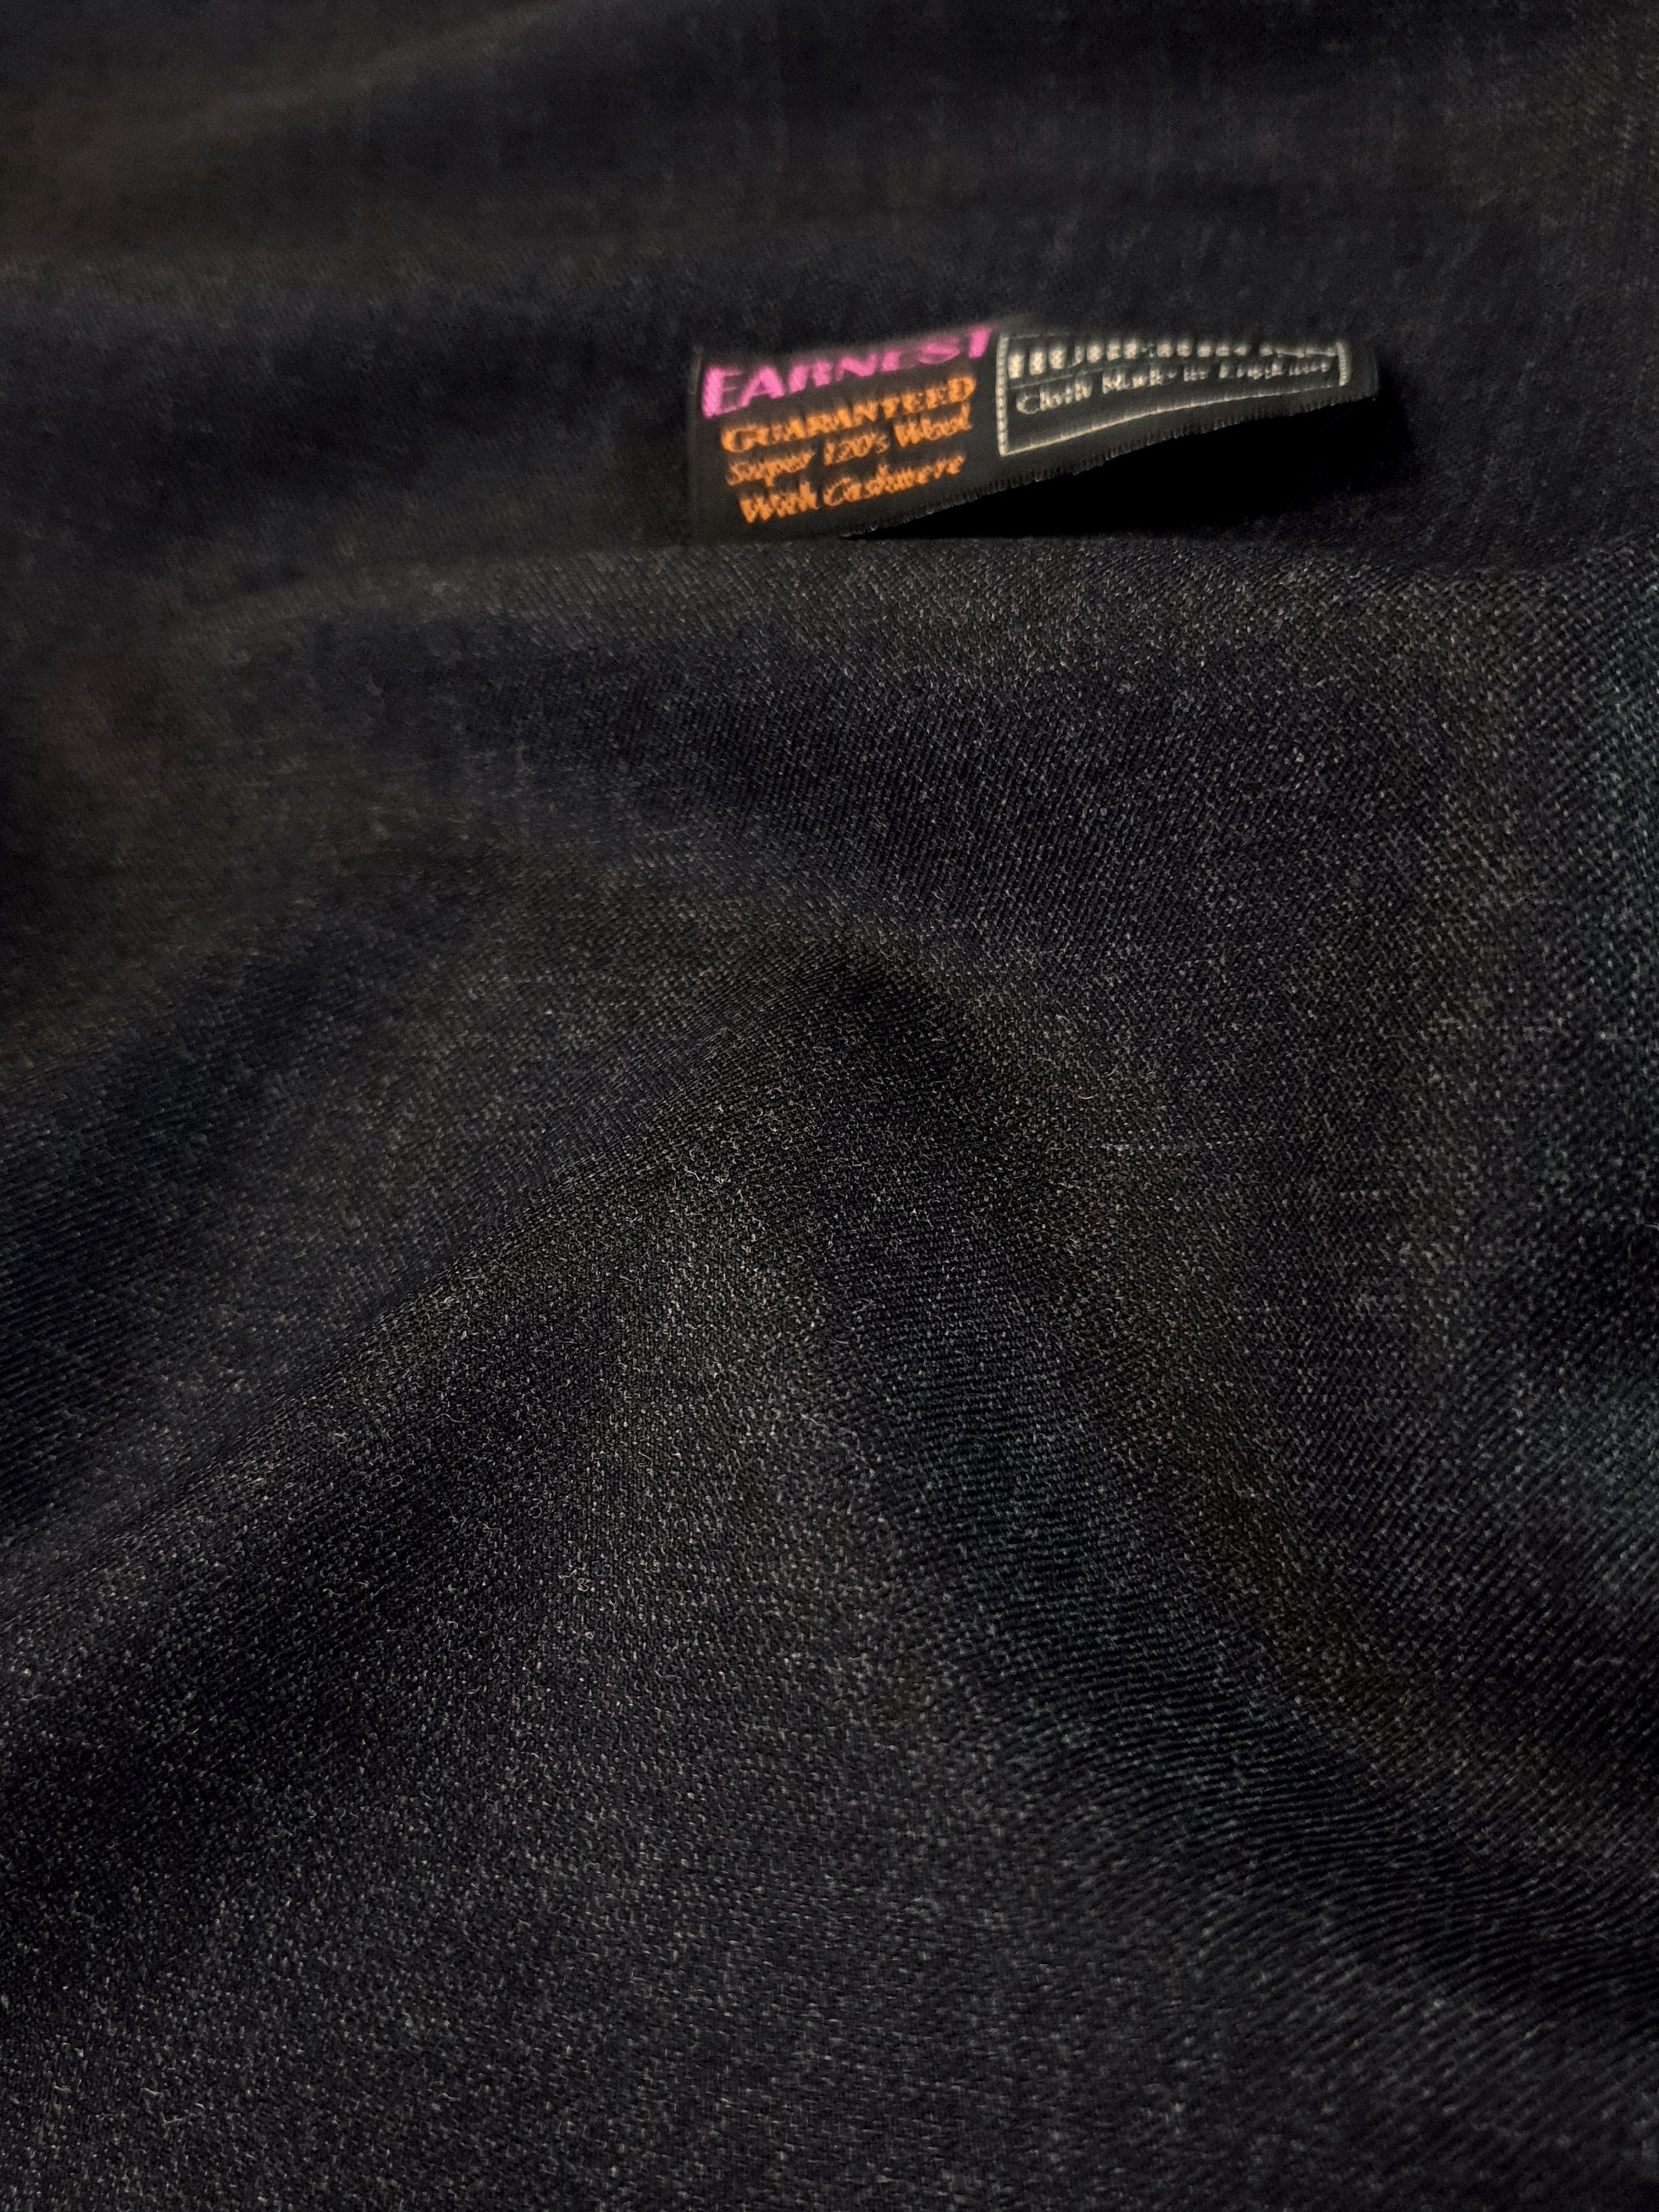 EARNEST
GUARANTEED
Super 120's Wool
With Cashmere
Cloth Made in England